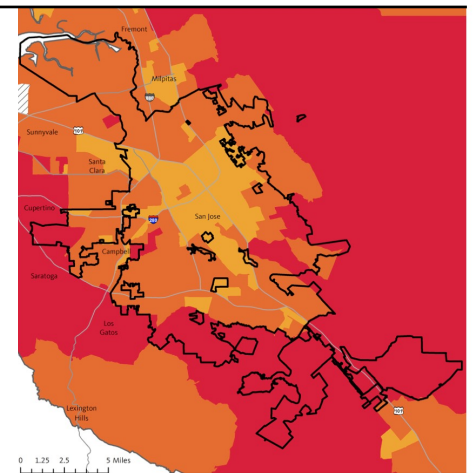 Fremont
Milpitas
880
Sunnyvale
101
Santa
Clara
Cupertino
280
San Jose
Campbell
Saratoga
Los
Gatos
Lexington
Hills
101
0 1.25 2.5 5 Miles